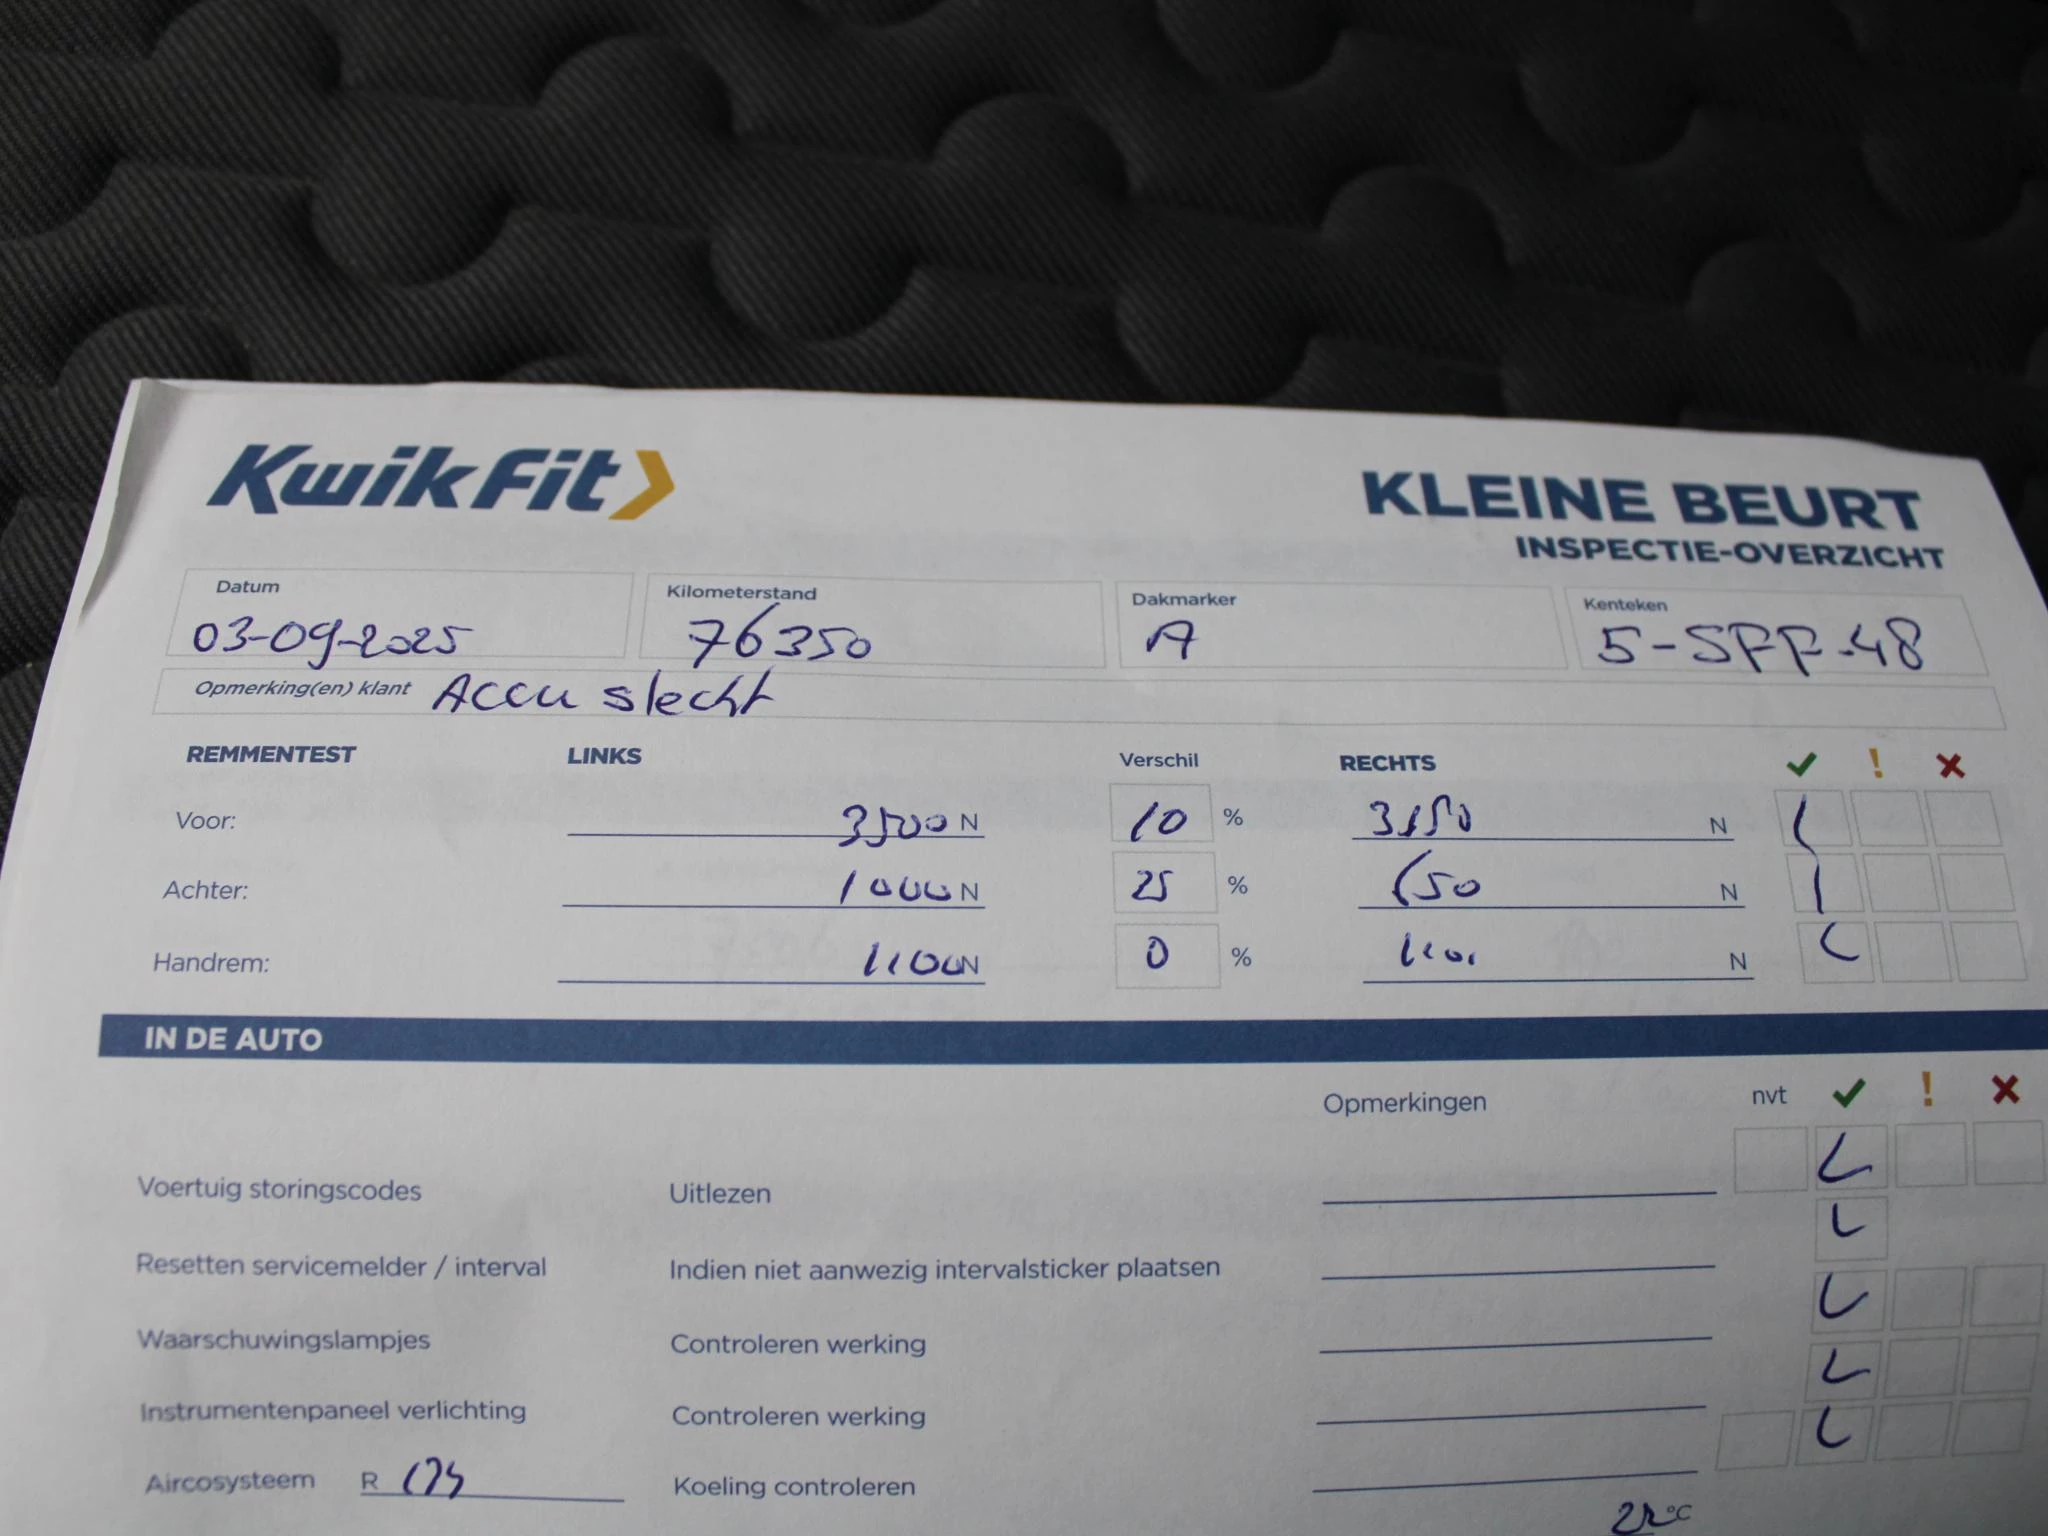 KwikFit
KLEINE BEURT
INSPECTIE-OVERZICHT
Datum Kilometerstand Dakmarker Kenteken
03-09-2025 76350 A 5-SFF-48
Opmerking(en) klant Accu slecht
REMMENTEST LINKS Verschil RECHTS
Voor: 3500 N 10 % 3150 N
Achter: 1000 N 25 % 650 N
Handrem: 1100 N 0 % N
IN DE AUTO
Opmerkingen nvt
Voertuig storingscodes Uitlezen
Resetten servicemelder / interval Indien niet aanwezig intervalsticker plaatsen
Waarschuwingslampjes Controleren werking
Instrumentenpaneel verlichting Controleren werking
Aircosysteem R Koeling controleren
°C